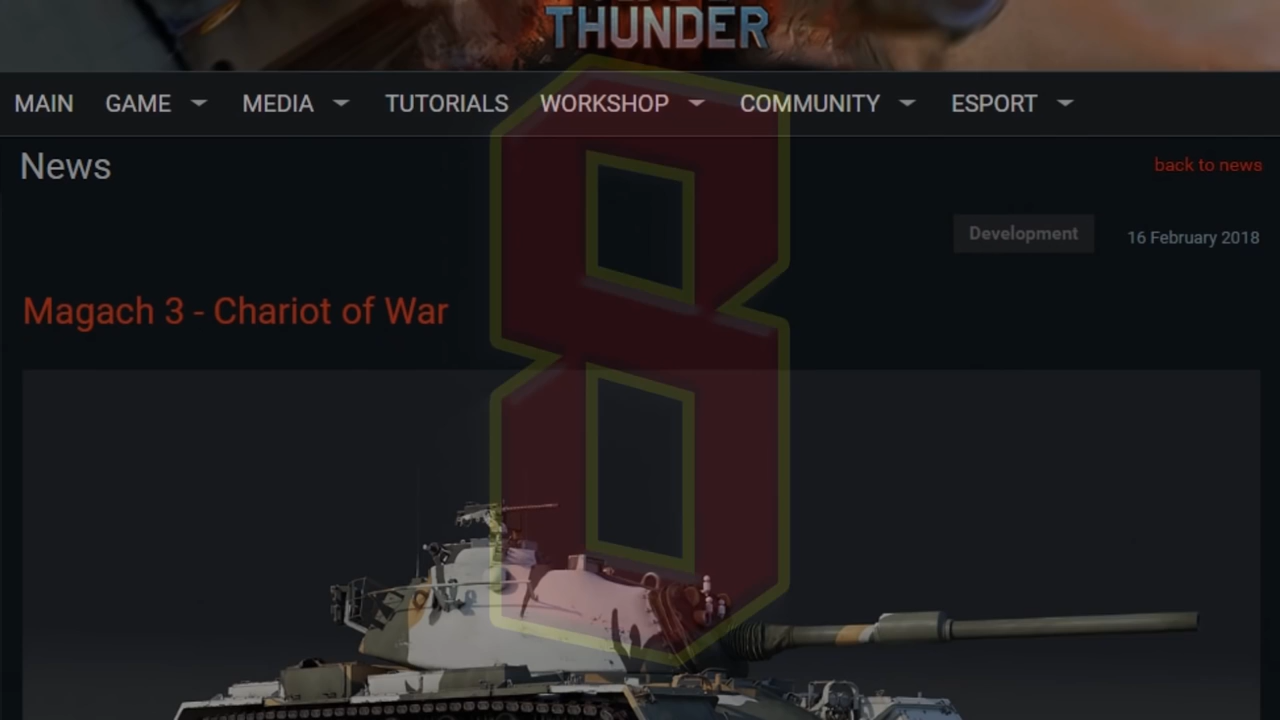 THUNDER
MAIN GAME MEDIA TUTORIALS WORKSHOP COMMUNITY ESPORT
News
back to news
Development 16 February 2018
Magach 3 - Chariot of War
8